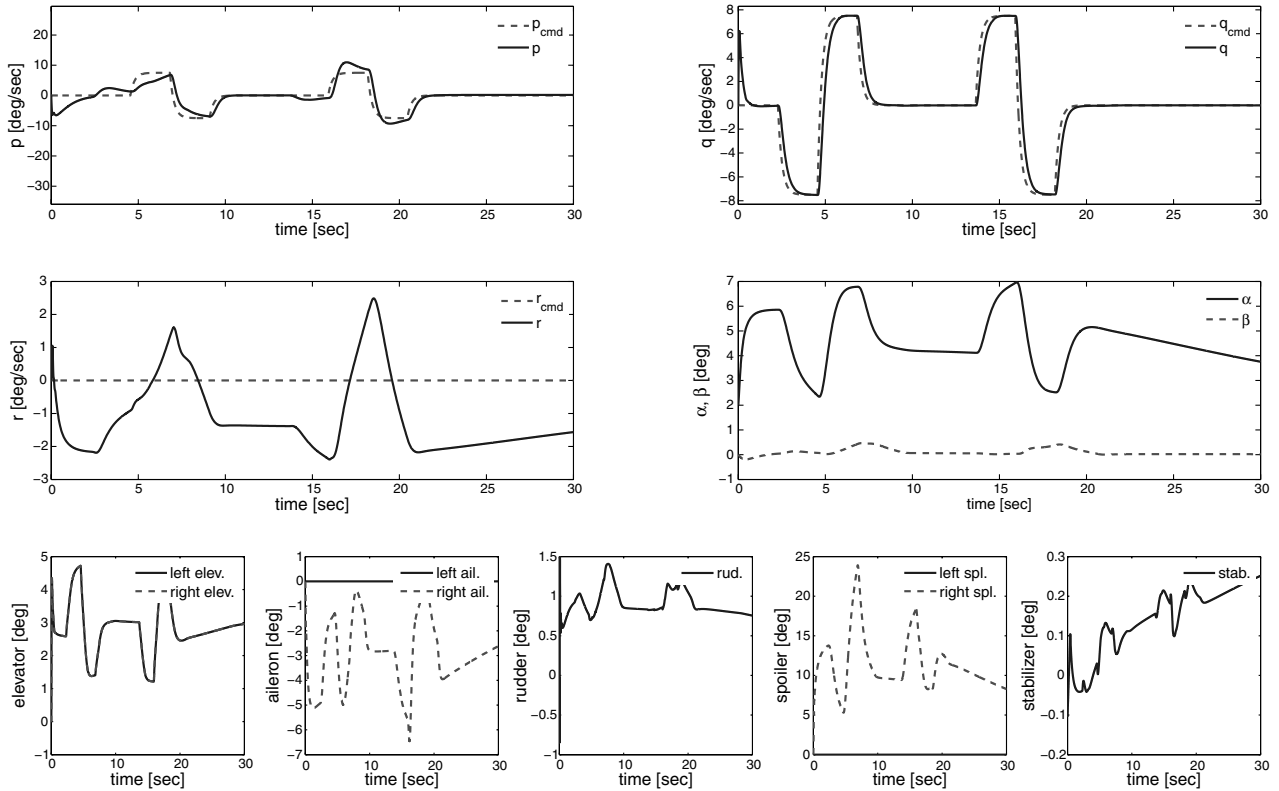 20
10
0
−10
−20
−30
p [deg/sec]
p_cmd
p
0 5 10 15 20 25 30
time [sec]
8
6
4
2
0
−2
−4
−6
−8
q [deg/sec]
q_cmd
q
0 5 10 15 20 25 30
time [sec]
3
2
1
0
−1
−2
−3
r [deg/sec]
r_cmd
r
0 5 10 15 20 25 30
time [sec]
7
6
5
4
3
2
1
0
−1
α, β [deg]
α
β
0 5 10 15 20 25 30
time [sec]
5
4
3
2
1
0
−1
elevator [deg]
left elev.
right elev.
0 10 20 30
time [sec]
1
0
−1
−2
−3
−4
−5
−6
−7
aileron [deg]
left ail.
right ail.
0 10 20 30
time [sec]
1.5
1
0.5
0
−0.5
−1
rudder [deg]
rud.
0 10 20 30
time [sec]
25
20
15
10
5
0
spoiler [deg]
left spl.
right spl.
0 10 20 30
time [sec]
0.3
0.2
0.1
0
−0.1
−0.2
stabilizer [deg]
stab.
0 10 20 30
time [sec]